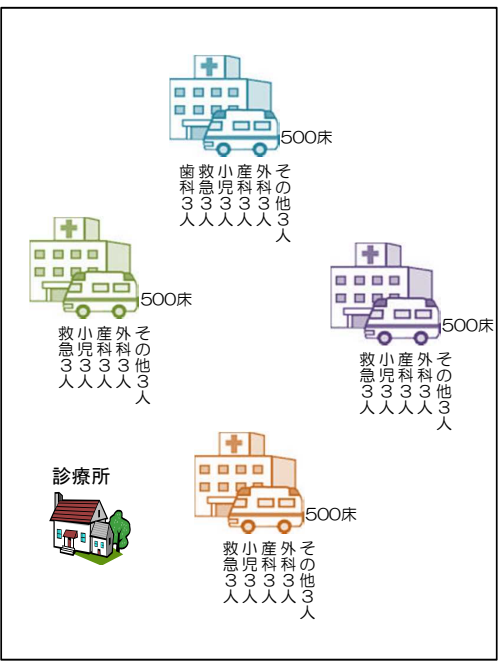 500床
その他3人
外科3人
産科3人
小児3人
救急3人
歯科3人
500床
その他3人
外科3人
産科3人
小児3人
救急3人
500床
その他3人
外科3人
産科3人
小児3人
救急3人
診療所
500床
その他3人
外科3人
産科3人
小児3人
救急3人